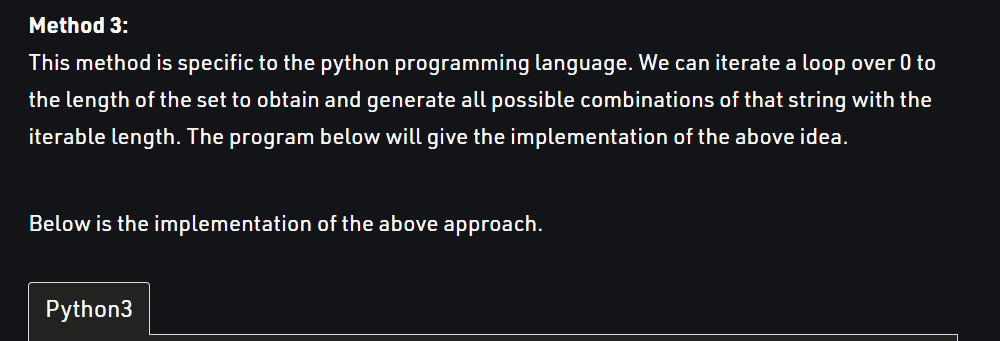 Method 3:
This method is specific to the python programming language. We can iterate a loop over 0 to
the length of the set to obtain and generate all possible combinations of that string with the
iterable length. The program below will give the implementation of the above idea.
Below is the implementation of the above approach.
Python3